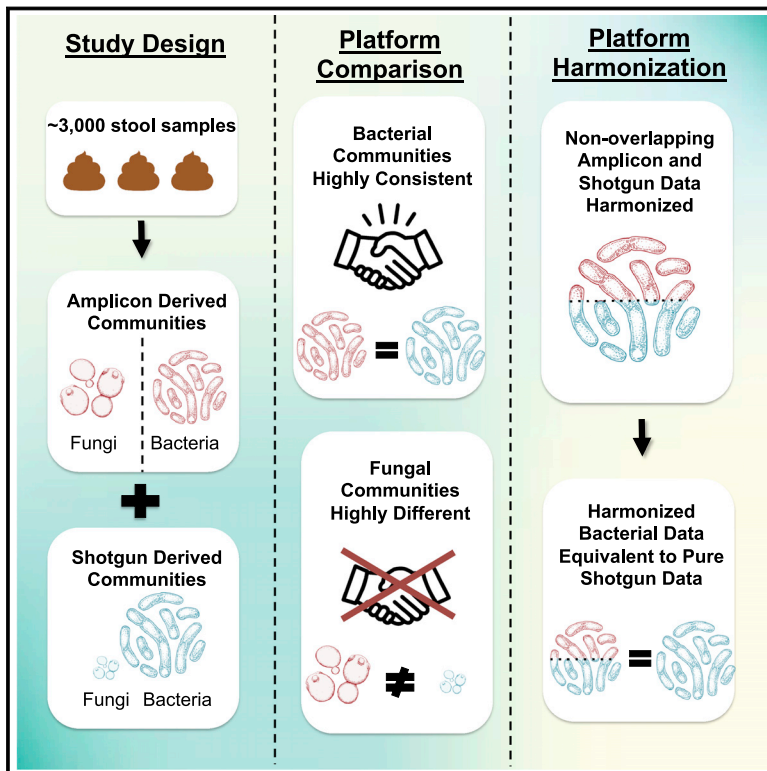 Study Design
~3,000 stool samples
Amplicon Derived
Communities
Fungi
Bacteria
Shotgun Derived
Communities
Fungi
Bacteria
Platform
Comparison
Bacterial
Communities
Highly Consistent
=
Fungal
Communities
Highly Different
≠
Platform
Harmonization
Non-overlapping
Amplicon and
Shotgun Data
Harmonized
Harmonized
Bacterial Data
Equivalent to Pure
Shotgun Data
=